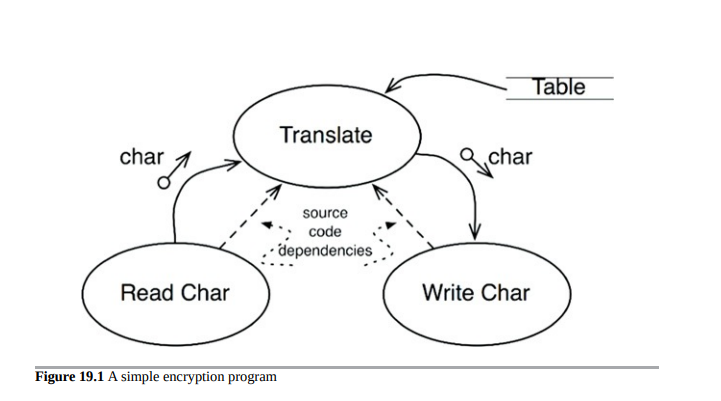 Table
Translate
char
char
source
code
dependencies
Read Char
Write Char
Figure 19.1 A simple encryption program